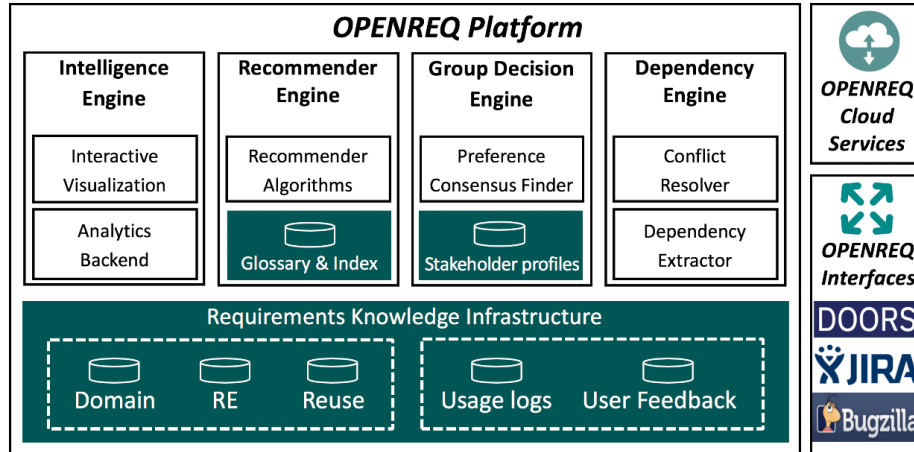 OPENREQ Platform
Intelligence
Engine
Interactive
Visualization
Analytics
Backend
Recommender
Engine
Recommender
Algorithms
Glossary & Index
Group Decision
Engine
Preference
Consensus Finder
Stakeholder profiles
Dependency
Engine
Conflict
Resolver
Dependency
Extractor
Requirements Knowledge Infrastructure
Domain
RE
Reuse
Usage logs
User Feedback
OPENREQ
Cloud
Services
OPENREQ
Interfaces
DOORS
JIRA
Bugzilla